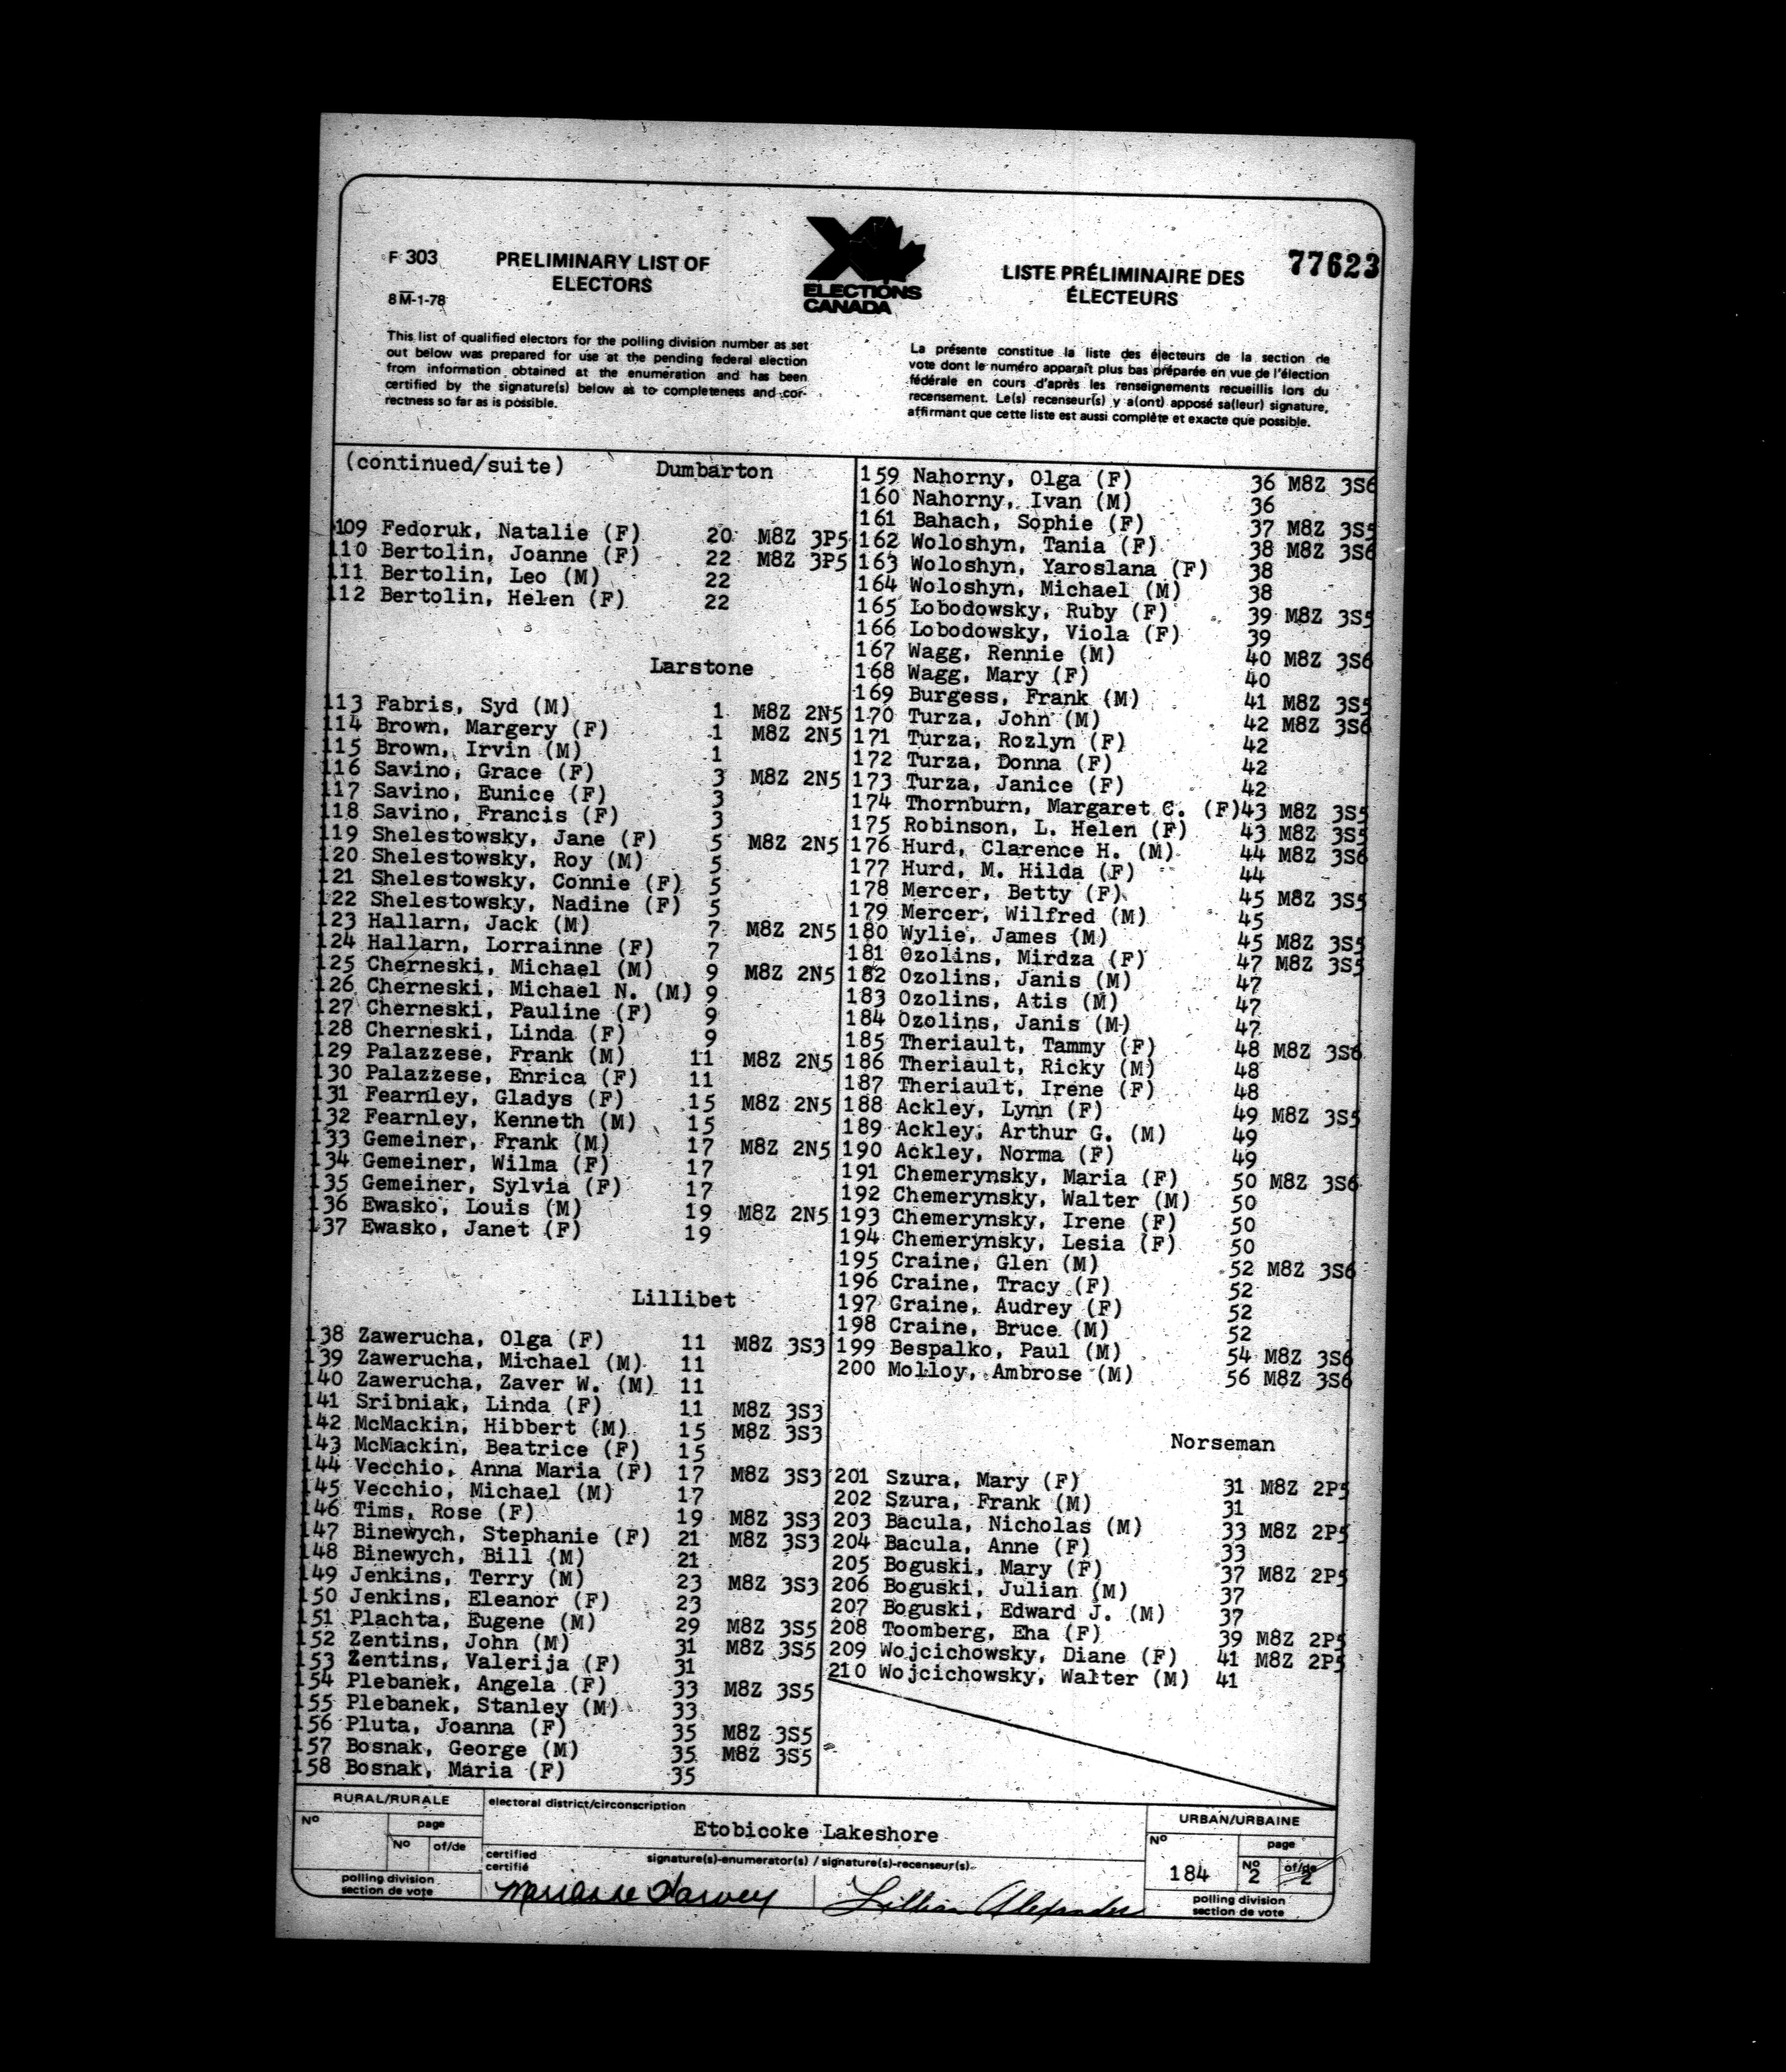 F 303
8M-1-78
PRELIMINARY LIST OF
ELECTORS
ELECTIONS
CANADA
LISTE PRÉLIMINAIRE DES
ÉLECTEURS
77623
This list of qualified electors for the polling division number as set
out below was prepared for use at the pending federal election
from information obtained at the enumeration and has been
certified by the signature(s) below as to completeness and cor-
rectness so far as is possible.
La présente constitue la liste des électeurs de la section de
vote dont le numéro apparaît plus bas préparée en vue de l'élection
fédérale en cours d'après les renseignements recueillis lors du
recensement. Le(s) recenseur(s) y a(ont) apposé sa(leur) signature,
affirmant que cette liste est aussi complète et exacte que possible.
(continued/suite) Dumbarton
109 Fedoruk, Natalie (F) 20 M8Z 3P5
110 Bertolin, Joanne (F) 22 M8Z 3P5
111 Bertolin, Leo (M) 22
112 Bertolin, Helen (F) 22
Larstone
113 Fabris, Syd (M) 1 M8Z 2N5
114 Brown, Margery (F) 1 M8Z 2N5
115 Brown, Irvin (M) 1
116 Savino, Grace (F) 3 M8Z 2N5
117 Savino, Eunice (F) 3
118 Savino, Francis (F) 3
119 Shelestowsky, Jane (F) 5 M8Z 2N5
120 Shelestowsky, Roy (M) 5
121 Shelestowsky, Connie (F) 5
122 Shelestowsky, Nadine (F) 5
123 Hallarn, Jack (M) 7 M8Z 2N5
124 Hallarn, Lorrainne (F) 7
125 Cherneski, Michael (M) 9 M8Z 2N5
126 Cherneski, Michael N. (M) 9
127 Cherneski, Pauline (F) 9
128 Cherneski, Linda (F) 9
129 Palazzese, Frank (M) 11 M8Z 2N5
130 Palazzese, Enrica (F) 11
131 Fearnley, Gladys (F) 15 M8Z 2N5
132 Fearnley, Kenneth (M) 15
133 Gemeiner, Frank (M) 17 M8Z 2N5
134 Gemeiner, Wilma (F) 17
135 Gemeiner, Sylvia (F) 17
136 Ewasko, Louis (M) 19 M8Z 2N5
137 Ewasko, Janet (F) 19
Lillibet
138 Zawerucha, Olga (F) 11 M8Z 3S3
139 Zawerucha, Michael (M) 11
140 Zawerucha, Zaver W. (M) 11
141 Sribniak, Linda (F) 11 M8Z 3S3
142 McMackin, Hibbert (M) 15 M8Z 3S3
143 McMackin, Beatrice (F) 15
144 Vecchio, Anna Maria (F) 17 M8Z 3S3
145 Vecchio, Michael (M) 17
146 Tims, Rose (F) 19 M8Z 3S3
147 Binewych, Stephanie (F) 21 M8Z 3S3
148 Binewych, Bill (M) 21
149 Jenkins, Terry (M) 23 M8Z 3S3
150 Jenkins, Eleanor (F) 23
151 Plachta, Eugene (M) 29 M8Z 3S5
152 Zentins, John (M) 31 M8Z 3S5
153 Zentins, Valerija (F) 31
154 Plebanek, Angela (F) 33 M8Z 3S5
155 Plebanek, Stanley (M) 33
156 Pluta, Joanna (F) 35 M8Z 3S5
157 Bosnak, George (M) 35 M8Z 3S5
158 Bosnak, Maria (F) 35
159 Nahorny, Olga (F) 36 M8Z 3S6
160 Nahorny, Ivan (M) 36
161 Bahach, Sophie (F) 37 M8Z 3S5
162 Woloshyn, Tania (F) 38 M8Z 3S6
163 Woloshyn, Yaroslana (F) 38
164 Woloshyn, Michael (M) 38
165 Lobodowsky, Ruby (F) 39 M8Z 3S5
166 Lobodowsky, Viola (F) 39
167 Wagg, Rennie (M) 40 M8Z 3S6
168 Wagg, Mary (F) 40
169 Burgess, Frank (M) 41 M8Z 3S5
170 Turza, John (M) 42 M8Z 3S6
171 Turza, Rozlyn (F) 42
172 Turza, Donna (F) 42
173 Turza, Janice (F) 42
174 Thornburn, Margaret C. (F) 43 M8Z 3S5
175 Robinson, L. Helen (F) 43 M8Z 3S5
176 Hurd, Clarence H. (M) 44 M8Z 3S6
177 Hurd, M. Hilda (F) 44
178 Mercer, Betty (F) 45 M8Z 3S5
179 Mercer, Wilfred (M) 45
180 Wylie, James (M) 45 M8Z 3S5
181 Ozolins, Mirdza (F) 47 M8Z 3S5
182 Ozolins, Janis (M) 47
183 Ozolins, Atis (M) 47
184 Ozolins, Janis (M) 47
185 Theriault, Tammy (F) 48 M8Z 3S6
186 Theriault, Ricky (M) 48
187 Theriault, Irene (F) 48
188 Ackley, Lynn (F) 49 M8Z 3S5
189 Ackley, Arthur G. (M) 49
190 Ackley, Norma (F) 49
191 Chemerynsky, Maria (F) 50 M8Z 3S6
192 Chemerynsky, Walter (M) 50
193 Chemerynsky, Irene (F) 50
194 Chemerynsky, Lesia (F) 50
195 Craine, Glen (M) 52 M8Z 3S6
196 Craine, Tracy (F) 52
197 Craine, Audrey (F) 52
198 Craine, Bruce (M) 52
199 Bespalko, Paul (M) 54 M8Z 3S6
200 Molloy, Ambrose (M) 56 M8Z 3S6
Norseman
201 Szura, Mary (F) 31 M8Z 2P5
202 Szura, Frank (M) 31
203 Bacula, Nicholas (M) 33 M8Z 2P5
204 Bacula, Anne (F) 33
205 Boguski, Mary (F) 37 M8Z 2P5
206 Boguski, Julian (M) 37
207 Boguski, Edward J. (M) 37
208 Toomberg, Eha (F) 39 M8Z 2P5
209 Wojcichowsky, Diane (F) 41 M8Z 2P5
210 Wojcichowsky, Walter (M) 41
RURAL/RURALE
No page
No of/de
polling division
section de vote
electoral district/circonscription
Etobicoke Lakeshore
certified
certifié
signature(s)-enumerator(s) / signature(s)-recenseur(s)
Harvey
Lillian Alexander
URBAN/URBAINE
No page
184 No 2 of/de 2
polling division
section de vote